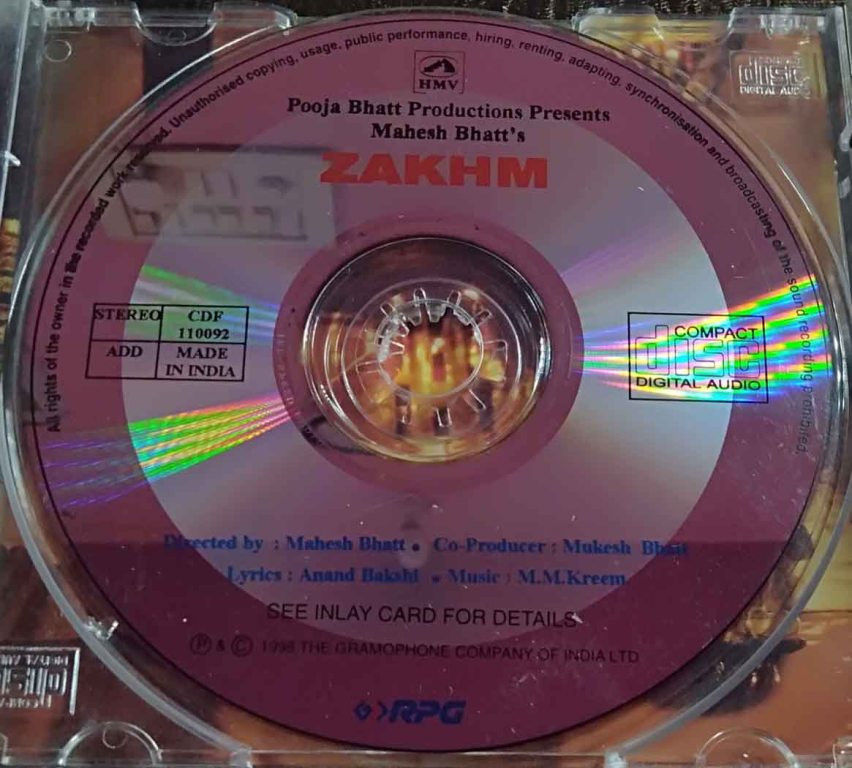 All rights of the owner in the recorded work reserved. Unauthorised copying, usage, public performance, hiring, renting, adapting, synchronisation and broadcasting of the sound recording prohibited.
HMV
Pooja Bhatt Productions Presents
Mahesh Bhatt's
ZAKHM
STEREO
CDF
110092
ADD
MADE
IN INDIA
COMPACT
disc
DIGITAL AUDIO
Directed by : Mahesh Bhatt • Co-Producer : Mukesh Bhatt
Lyrics : Anand Bakshi • Music : M.M.Kreem
SEE INLAY CARD FOR DETAILS
Ⓟ & © 1998 THE GRAMOPHONE COMPANY OF INDIA LTD
RPG
disc
DIGITAL AUDIO